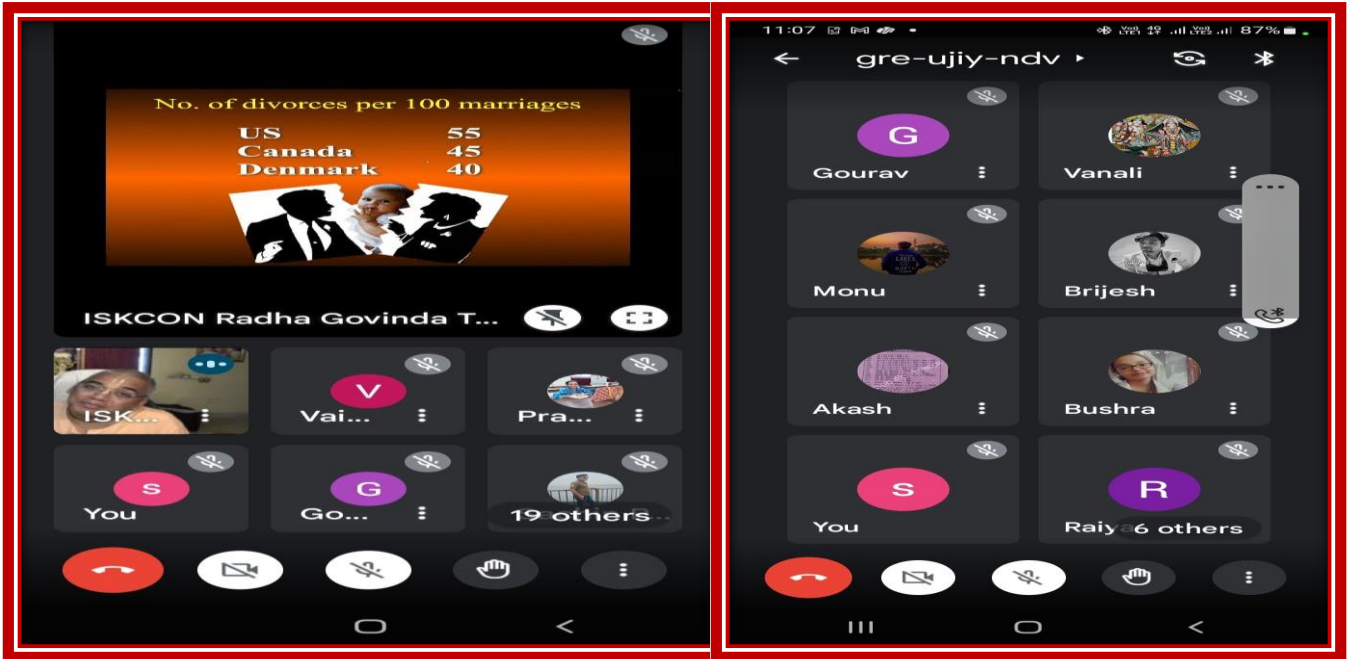 No. of divorces per 100 marriages
US 55
Canada 45
Denmark 40
ISKCON Radha Govinda T...
ISK...
V
Vai...
Pra...
S
You
G
Go...
19 others
11:07
87%
gre-ujiy-ndv
G
Gourav
Vanali
Monu
Brijesh
Akash
Bushra
S
You
R
Raiy
6 others